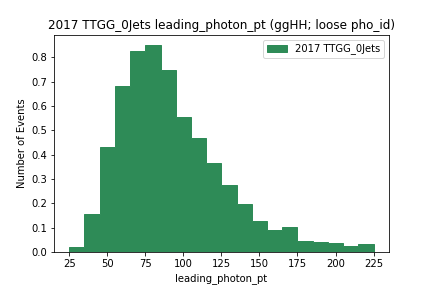 2017 TTGG_0Jets leading_photon_pt (ggHH; loose pho_id)
2017 TTGG_0Jets
0.8
0.7
0.6
0.5
0.4
0.3
0.2
0.1
0.0
Number of Events
25 50 75 100 125 150 175 200 225
leading_photon_pt